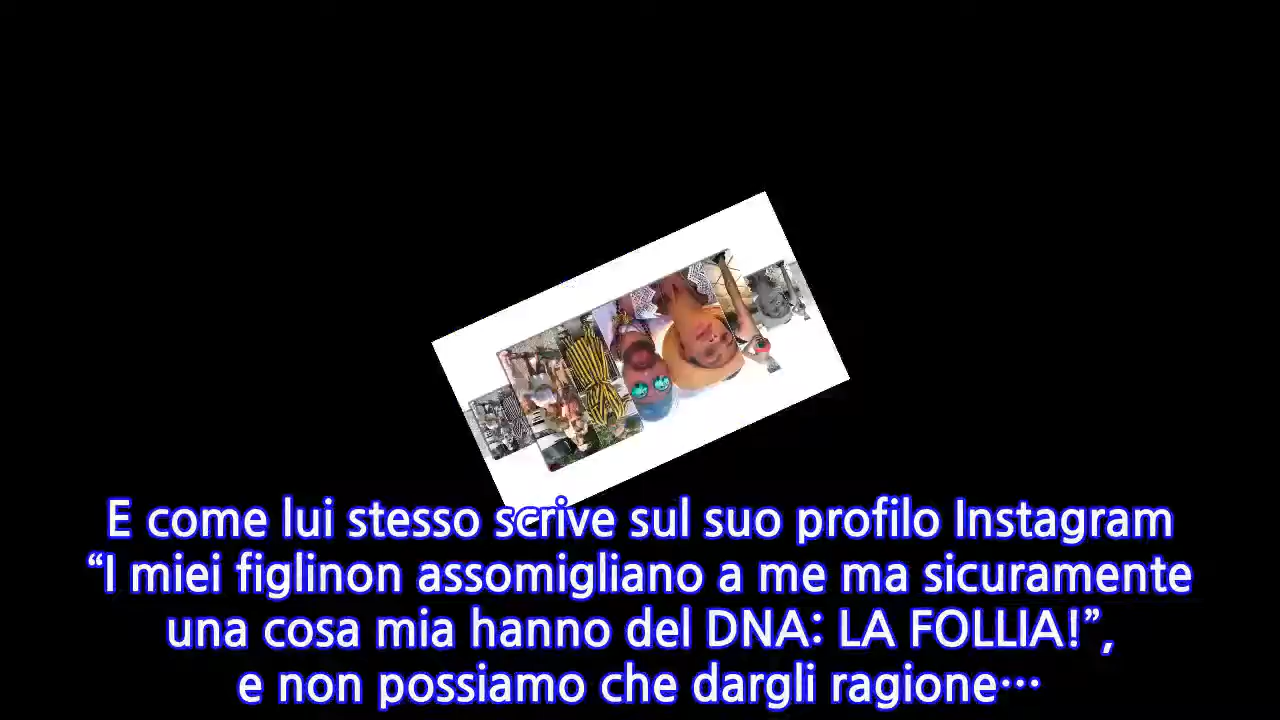 E come lui stesso scrive sul suo profilo Instagram
“I miei figlinon assomigliano a me ma sicuramente
una cosa mia hanno del DNA: LA FOLLIA!”,
e non possiamo che dargli ragione…